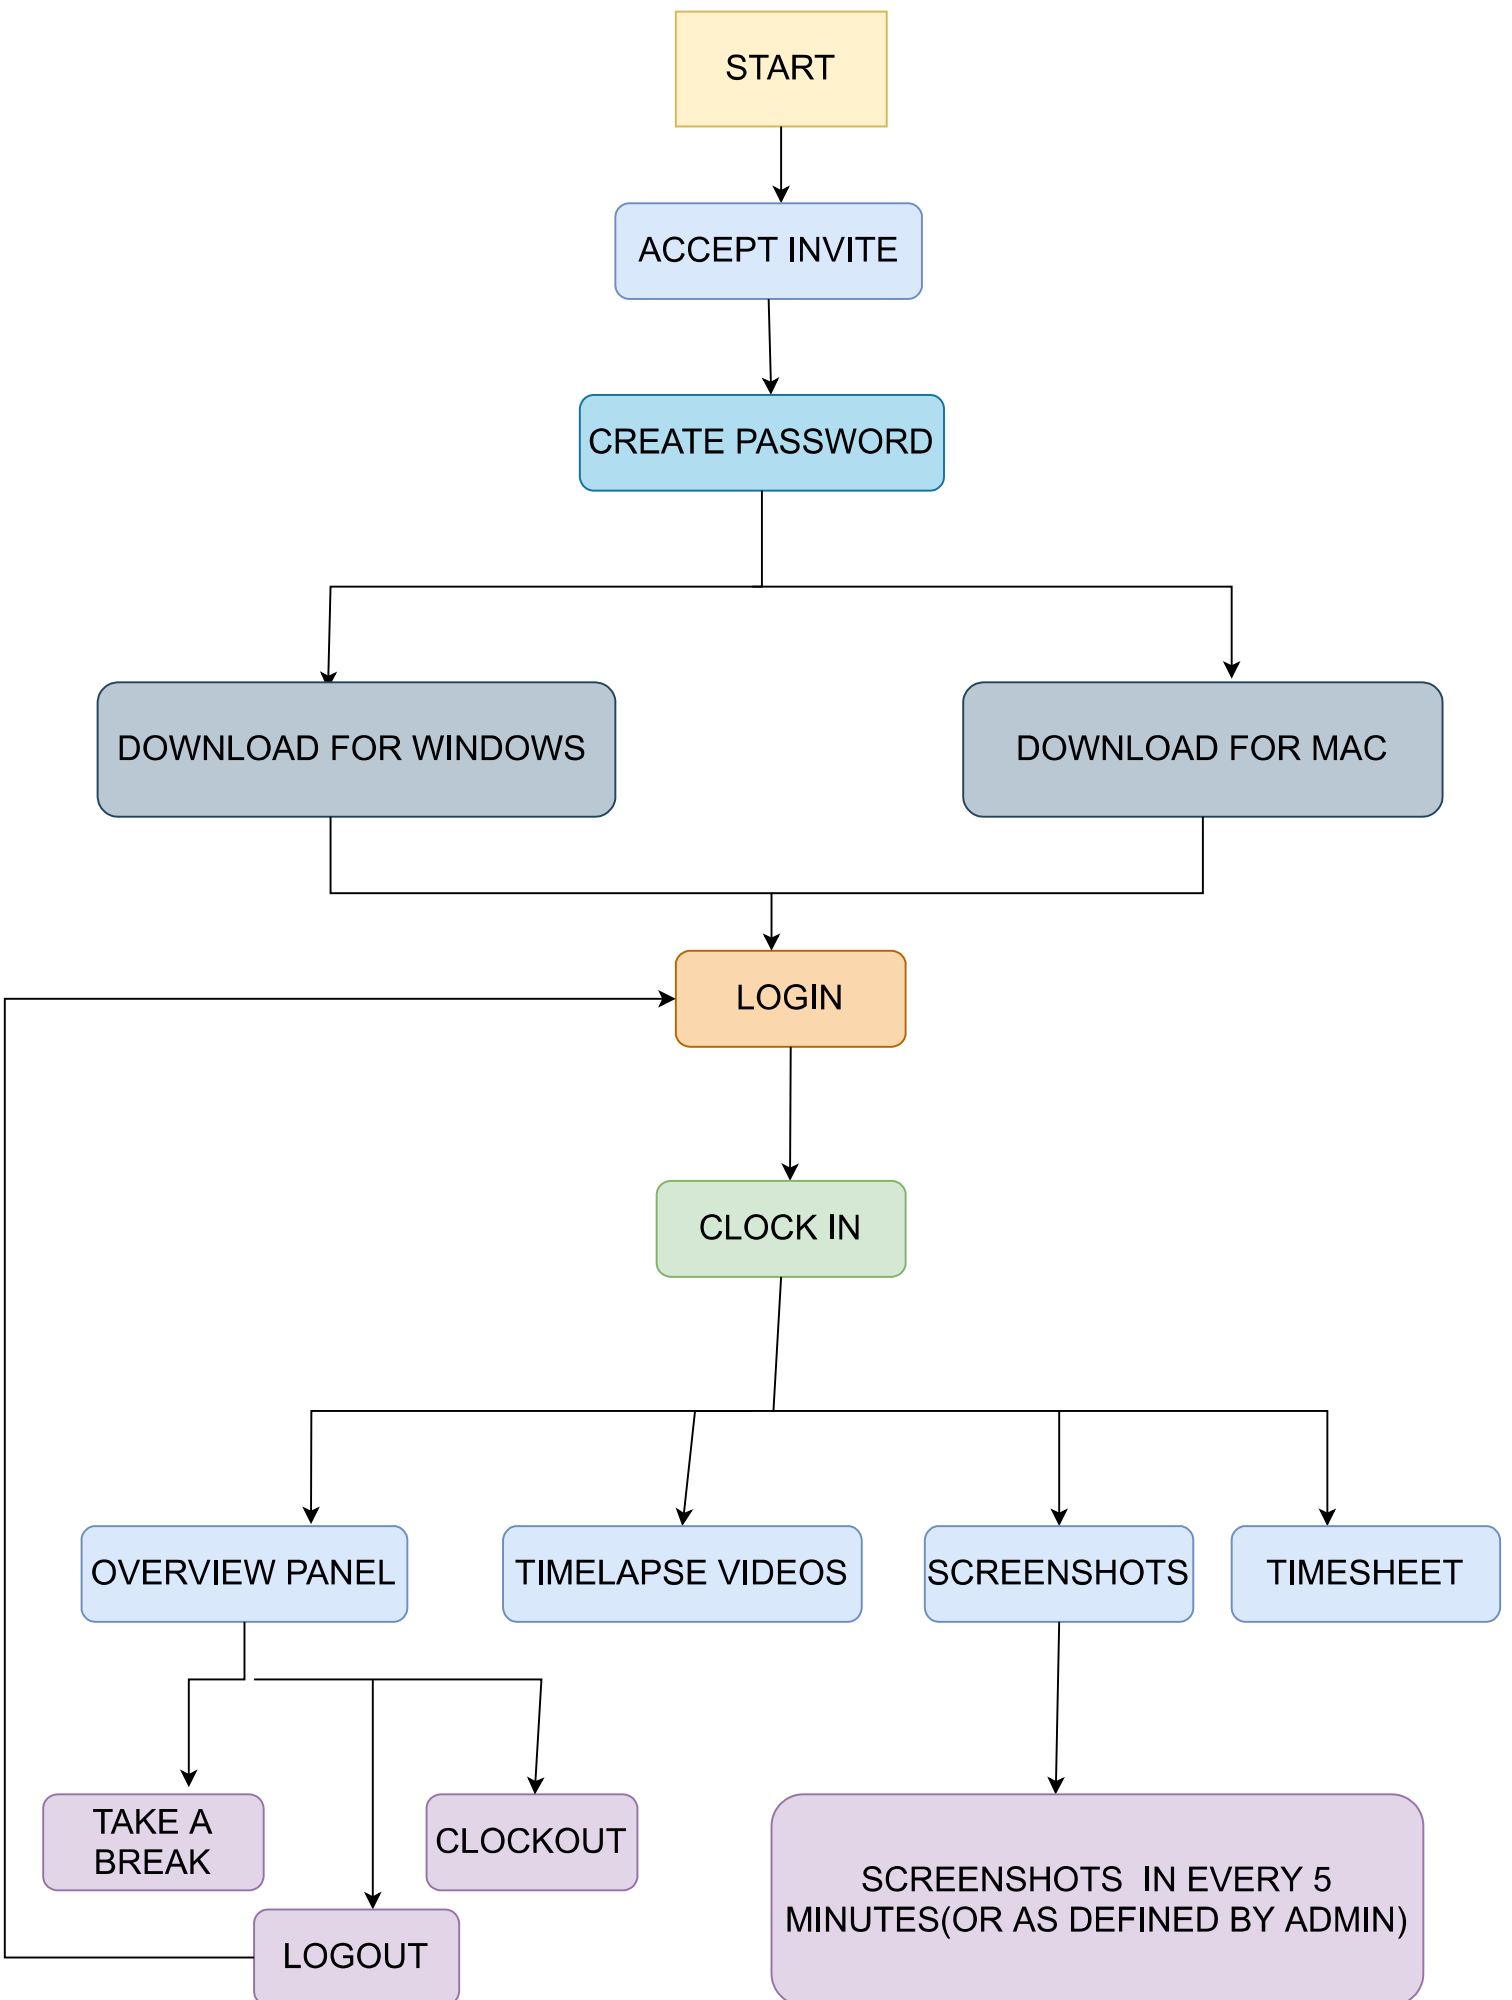 START
ACCEPT INVITE
CREATE PASSWORD
DOWNLOAD FOR WINDOWS
DOWNLOAD FOR MAC
LOGIN
CLOCK IN
OVERVIEW PANEL
TIMELAPSE VIDEOS
SCREENSHOTS
TIMESHEET
TAKE A
BREAK
CLOCKOUT
LOGOUT
SCREENSHOTS  IN EVERY 5
MINUTES(OR AS DEFINED BY ADMIN)